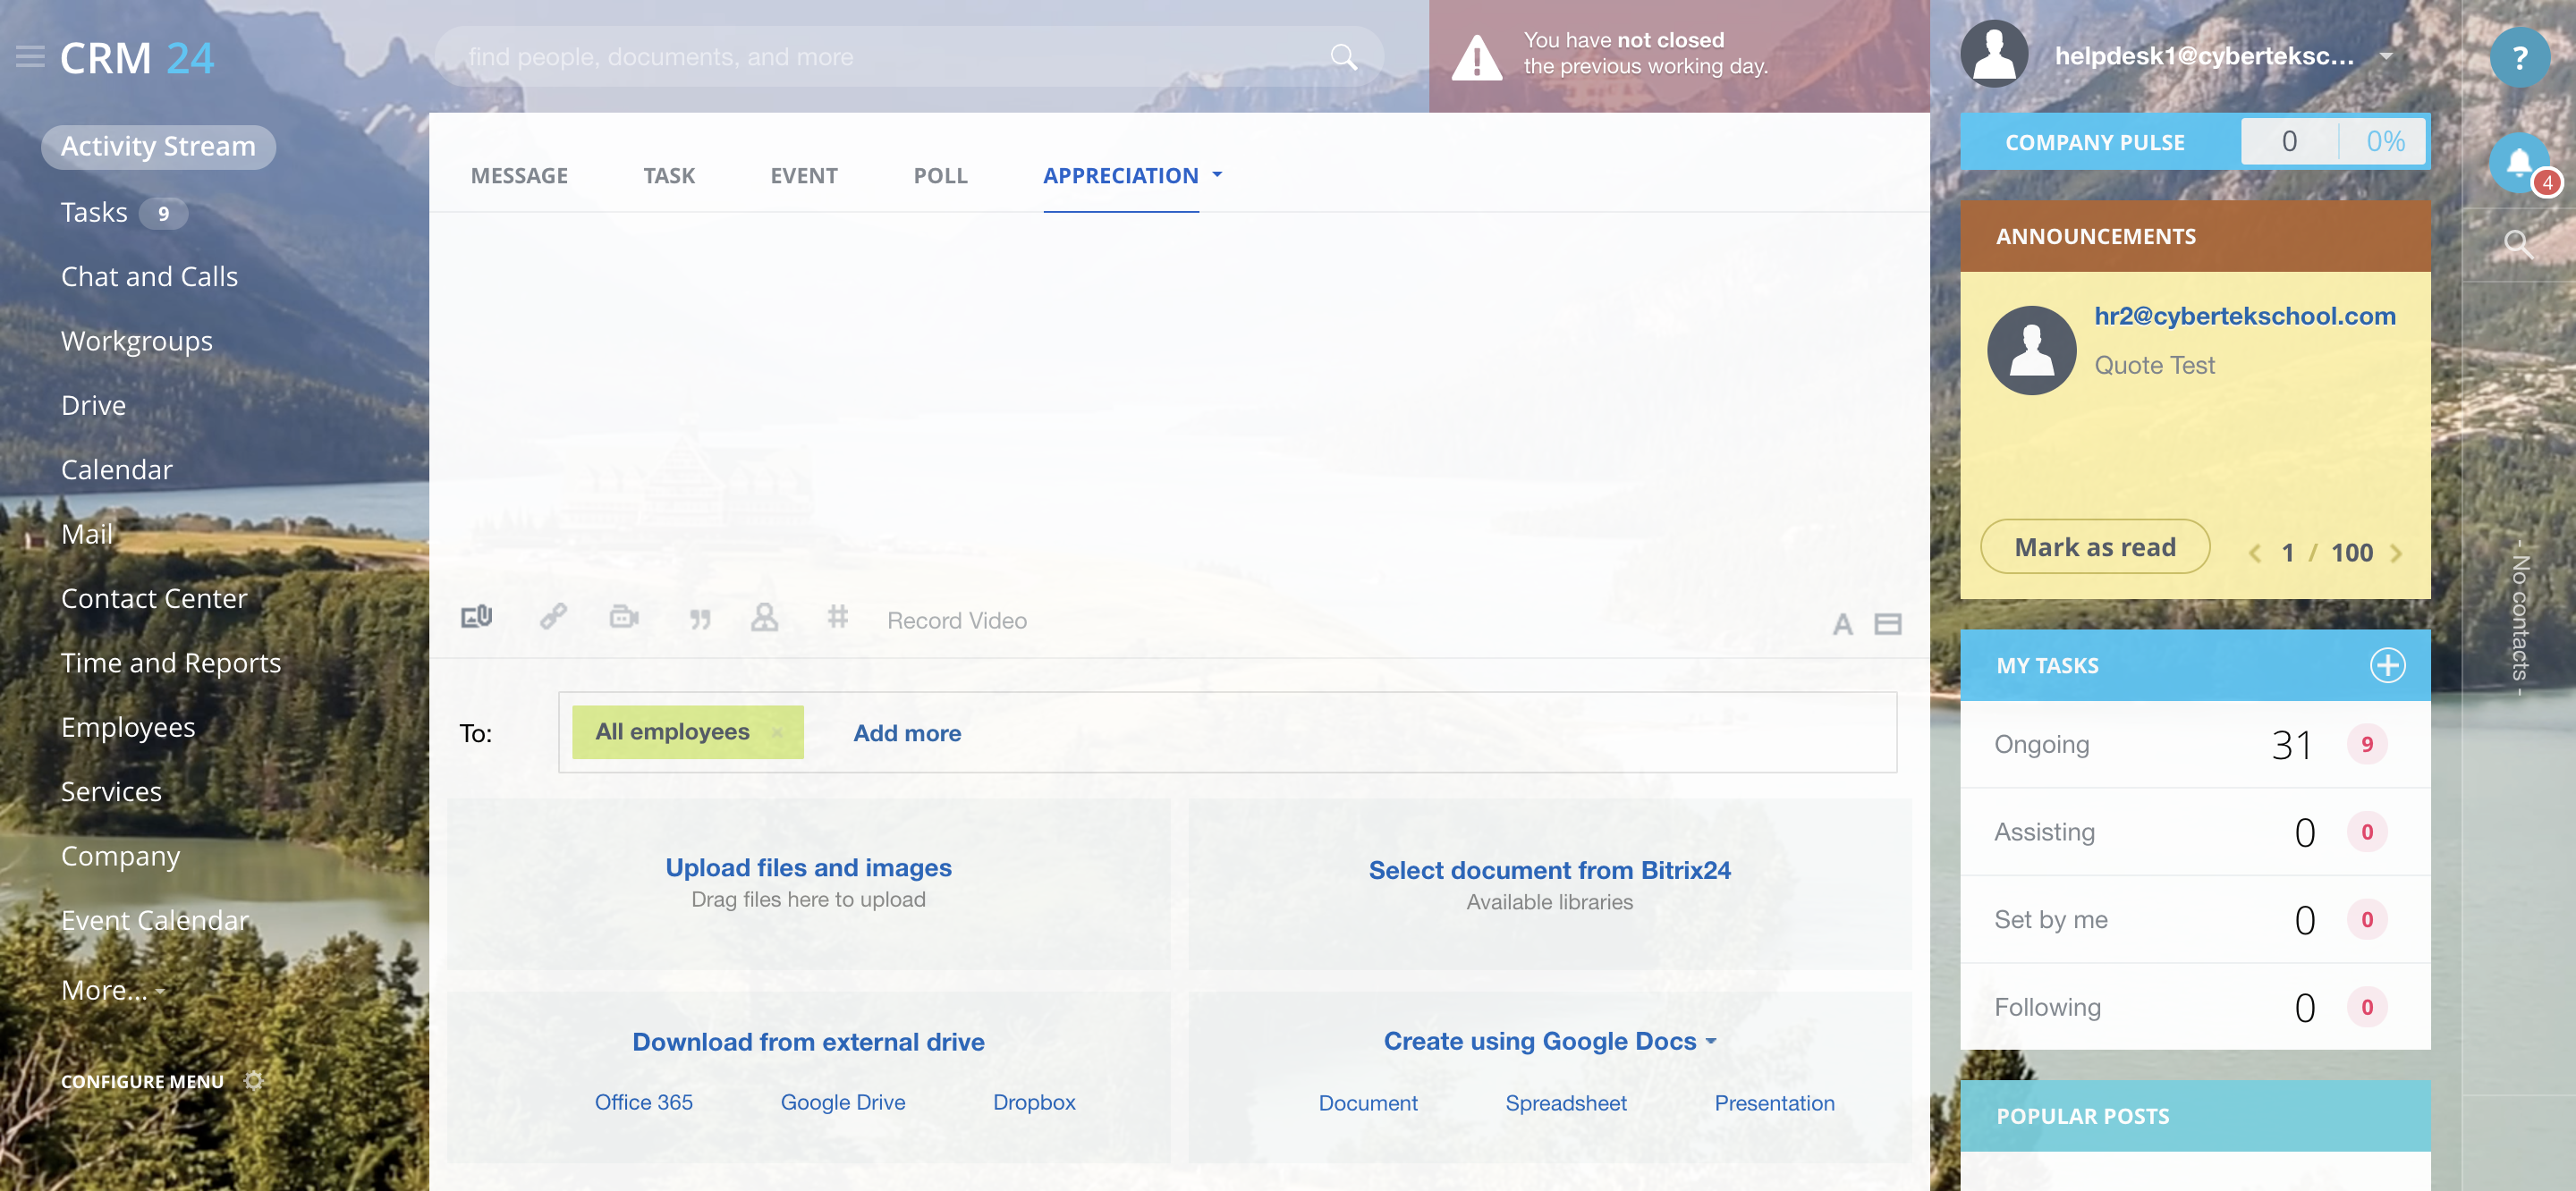 CRM 24
find people, documents, and more
You have not closed
the previous working day.
helpdesk1@cyberteksc...
?
Activity Stream
Tasks 9
Chat and Calls
Workgroups
Drive
Calendar
Mail
Contact Center
Time and Reports
Employees
Services
Company
Event Calendar
More...
CONFIGURE MENU
MESSAGE TASK EVENT POLL APPRECIATION
Record Video
A
To: All employees × Add more
Upload files and images
Drag files here to upload
Select document from Bitrix24
Available libraries
Download from external drive
Office 365 Google Drive Dropbox
Create using Google Docs
Document Spreadsheet Presentation
COMPANY PULSE 0 0%
4
ANNOUNCEMENTS
hr2@cybertekschool.com
Quote Test
Mark as read 1 / 100
MY TASKS
Ongoing 31 9
Assisting 0 0
Set by me 0 0
Following 0 0
POPULAR POSTS
- No contacts -